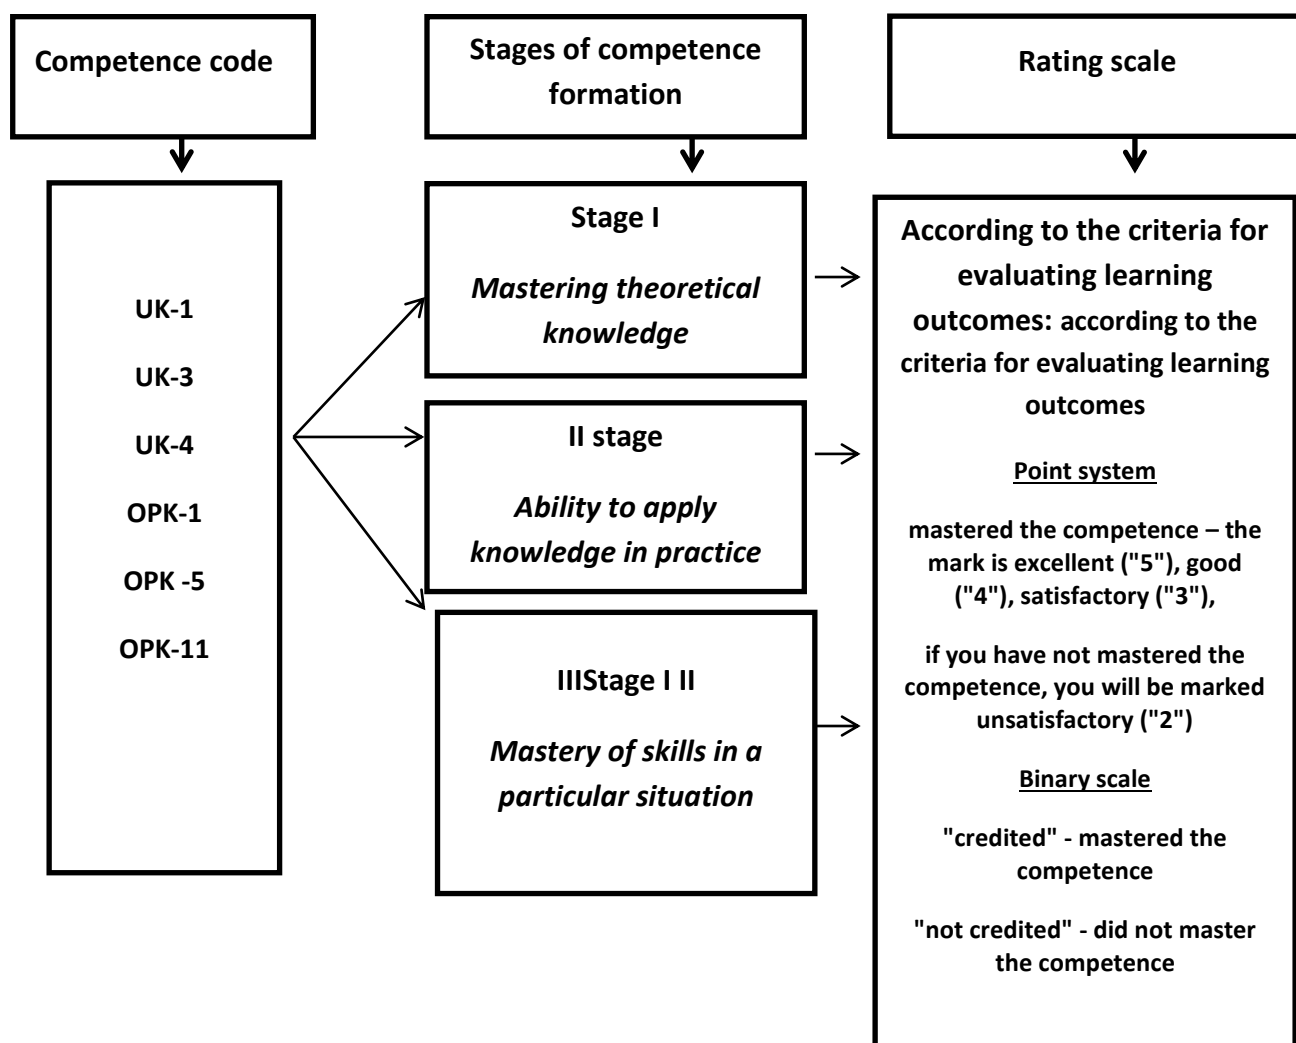 Competence code
Stages of competence
formation
Rating scale
UK-1
UK-3
UK-4
OPK-1
OPK -5
OPK-11
Stage I
Mastering theoretical
knowledge
II stage
Ability to apply
knowledge in practice
IIIStage I II
Mastery of skills in a
particular situation
According to the criteria for
evaluating learning
outcomes: according to the
criteria for evaluating learning
outcomes
Point system
mastered the competence – the
mark is excellent ("5"), good
("4"), satisfactory ("3"),
if you have not mastered the
competence, you will be marked
unsatisfactory ("2")
Binary scale
"credited" - mastered the
competence
"not credited" - did not master
the competence